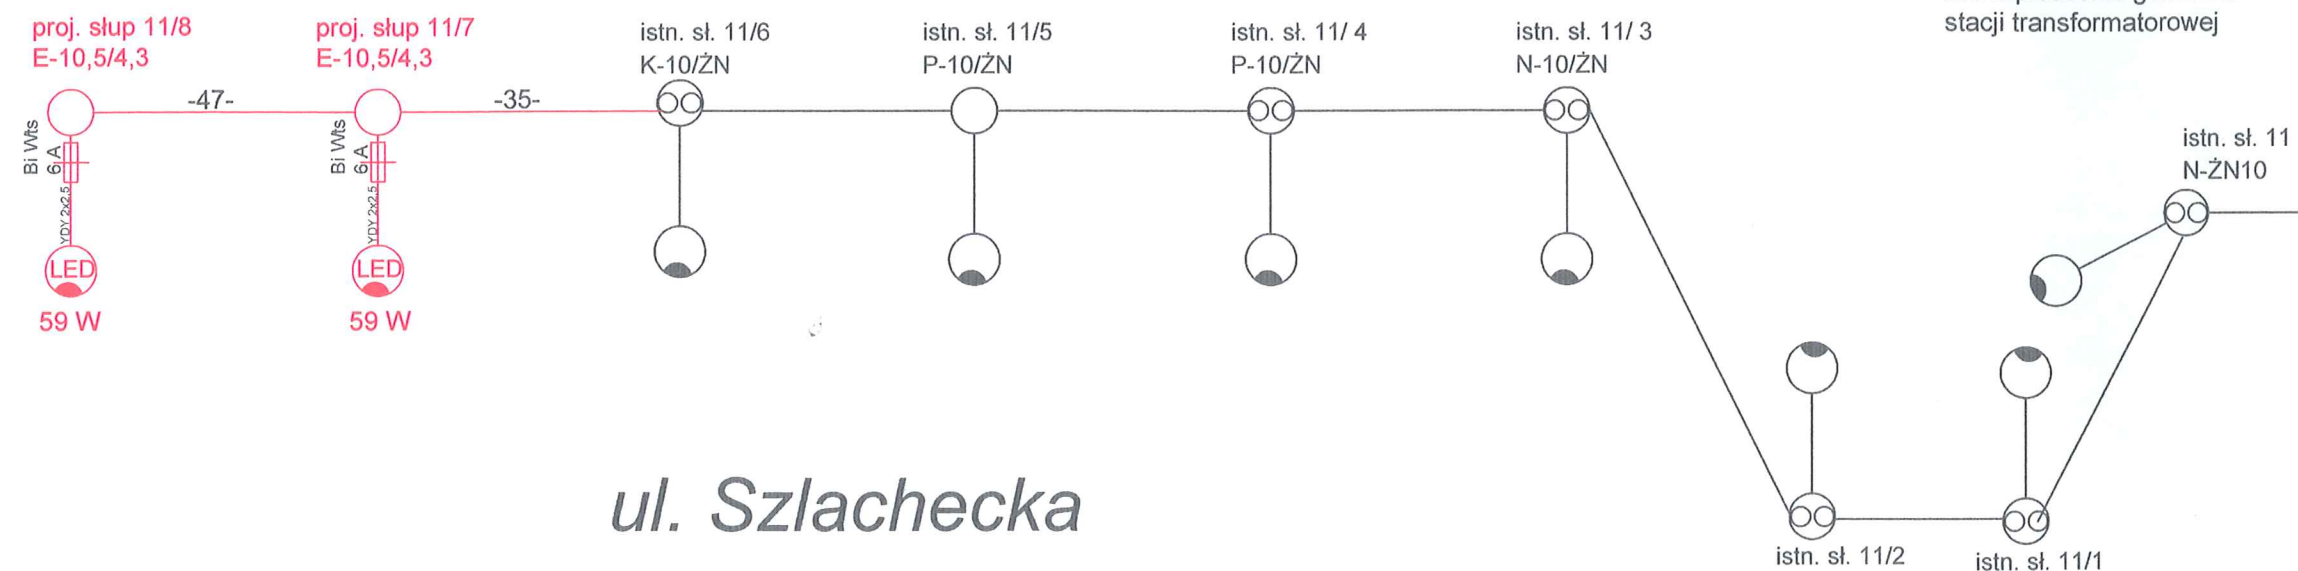 stacji transformatorowej
proj. słup 11/8
E-10,5/4,3
proj. słup 11/7
E-10,5/4,3
istn. sł. 11/6
K-10/ŻN
istn. sł. 11/5
P-10/ŻN
istn. sł. 11/ 4
P-10/ŻN
istn. sł. 11/ 3
N-10/ŻN
-47-
-35-
Bi Wts
6 A
YDY 2x2,5
LED
59 W
Bi Wts
6 A
YDY 2x2,5
LED
59 W
istn. sł. 11
N-ŻN10
ul. Szlachecka
istn. sł. 11/2
istn. sł. 11/1